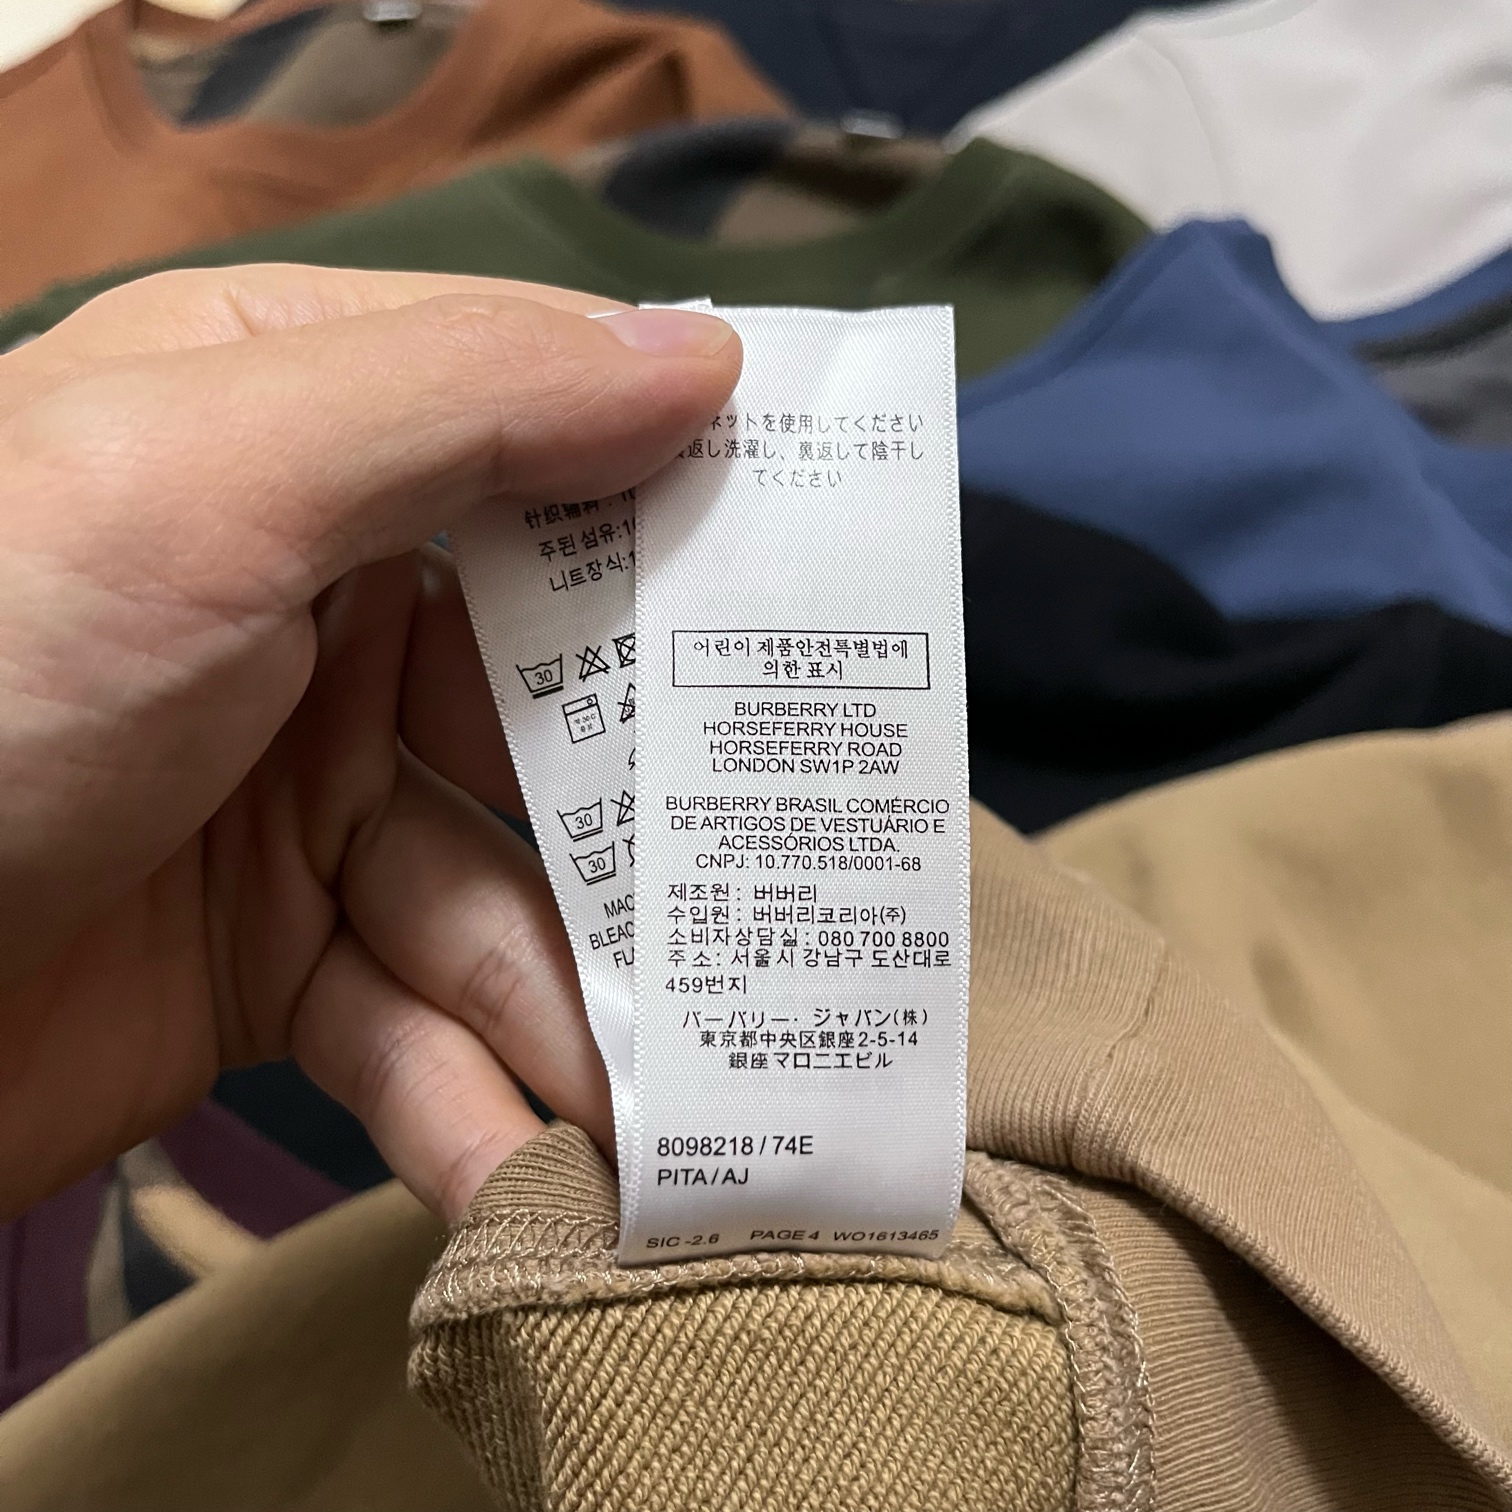 ネットを使用してください
返し洗濯し、裏返して陰干し
てください
어린이 제품안전특별법에
의한 표시
BURBERRY LTD
HORSEFERRY HOUSE
HORSEFERRY ROAD
LONDON SW1P 2AW
BURBERRY BRASIL COMÉRCIO
DE ARTIGOS DE VESTUÁRIO E
ACESSÓRIOS LTDA.
CNPJ: 10.770.518/0001-68
제조원 : 버버리
수입원 : 버버리코리아(주)
소비자상담실 : 080 700 8800
주 소 : 서울시 강남구 도산대로
459번지
バーバリー・ジャパン(株)
東京都中央区銀座2-5-14
銀座マロニエビル
8098218 / 74E
PITA / AJ
SIC -2.6 PAGE 4 WO1613465
针织辅料 :
주된 섬유:
니트장식:
30
30
30